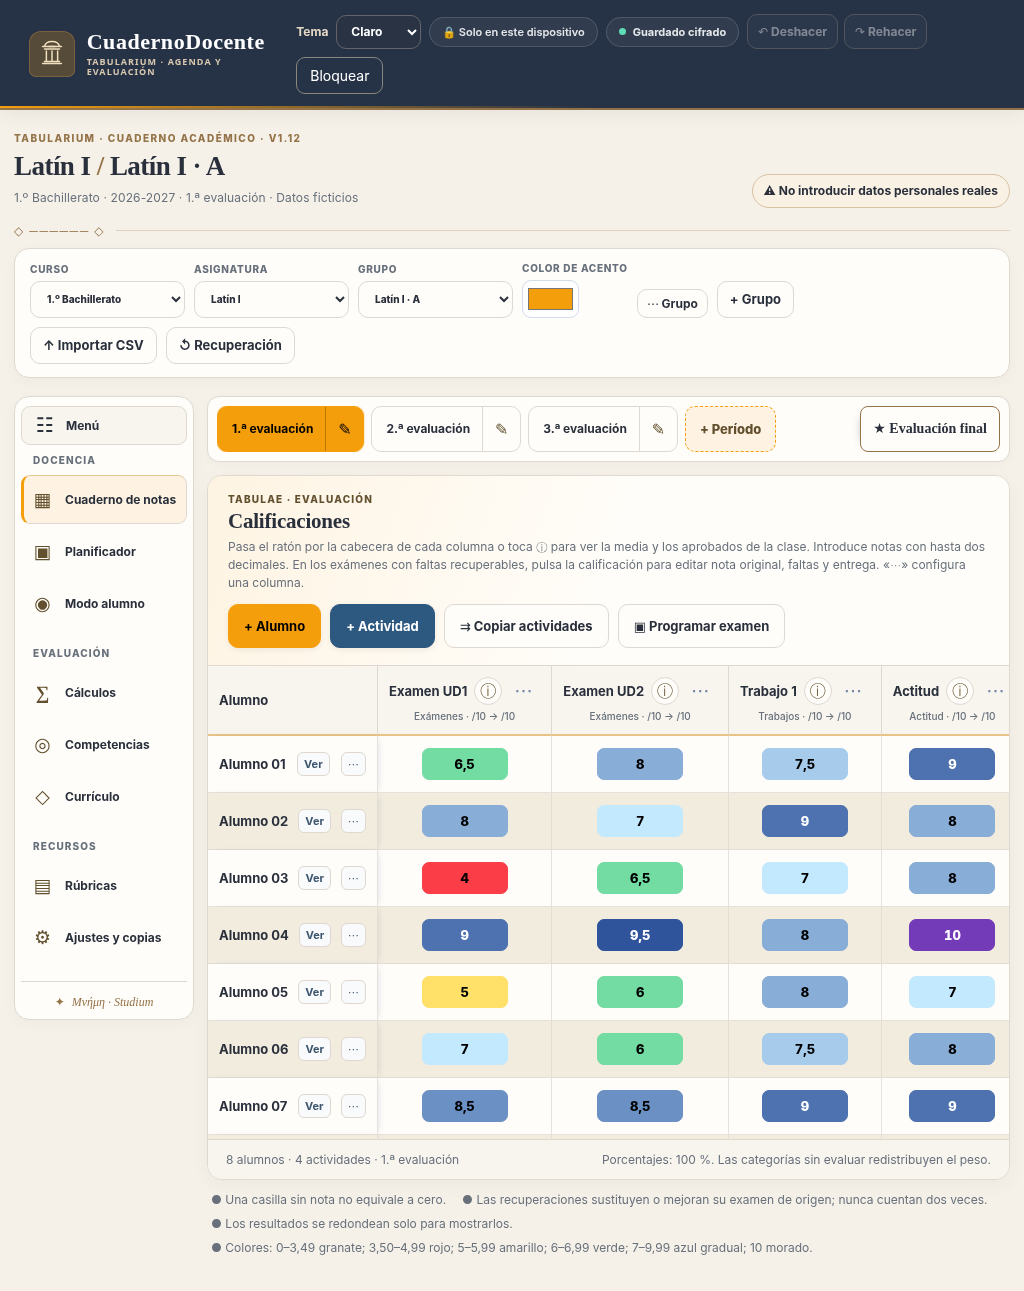 CuadernoDocente
TABULARIUM · AGENDA Y
EVALUACIÓN
Tema
Claro
🔒 Solo en este dispositivo
Guardado cifrado
↶ Deshacer
↷ Rehacer
Bloquear
TABULARIUM · CUADERNO ACADÉMICO · V1.12
Latín I / Latín I · A
1.º Bachillerato · 2026-2027 · 1.ª evaluación · Datos ficticios
⚠ No introducir datos personales reales
CURSO
ASIGNATURA
GRUPO
COLOR DE ACENTO
1.º Bachillerato
Latín I
Latín I · A
··· Grupo
+ Grupo
↑ Importar CSV
↺ Recuperación
☷ Menú
DOCENCIA
Cuaderno de notas
Planificador
Modo alumno
EVALUACIÓN
∑ Cálculos
Competencias
Currículo
RECURSOS
Rúbricas
Ajustes y copias
✦ Μνήμη · Studium
1.ª evaluación ✎
2.ª evaluación ✎
3.ª evaluación ✎
+ Período
★ Evaluación final
TABULAE · EVALUACIÓN
Calificaciones
Pasa el ratón por la cabecera de cada columna o toca ⓘ para ver la media y los aprobados de la clase. Introduce notas con hasta dos
decimales. En los exámenes con faltas recuperables, pulsa la calificación para editar nota original, faltas y entrega. «···» configura
una columna.
+ Alumno
+ Actividad
⇉ Copiar actividades
▣ Programar examen
Alumno
Examen UD1 ⓘ ···
Exámenes · /10 → /10
Examen UD2 ⓘ ···
Exámenes · /10 → /10
Trabajo 1 ⓘ ···
Trabajos · /10 → /10
Actitud ⓘ ···
Actitud · /10 → /10
Alumno 01 Ver ··· 6,5 8 7,5 9
Alumno 02 Ver ··· 8 7 9 8
Alumno 03 Ver ··· 4 6,5 7 8
Alumno 04 Ver ··· 9 9,5 8 10
Alumno 05 Ver ··· 5 6 8 7
Alumno 06 Ver ··· 7 6 7,5 8
Alumno 07 Ver ··· 8,5 8,5 9 9
8 alumnos · 4 actividades · 1.ª evaluación
Porcentajes: 100 %. Las categorías sin evaluar redistribuyen el peso.
● Una casilla sin nota no equivale a cero.
● Las recuperaciones sustituyen o mejoran su examen de origen; nunca cuentan dos veces.
● Los resultados se redondean solo para mostrarlos.
● Colores: 0–3,49 granate; 3,50–4,99 rojo; 5–5,99 amarillo; 6–6,99 verde; 7–9,99 azul gradual; 10 morado.